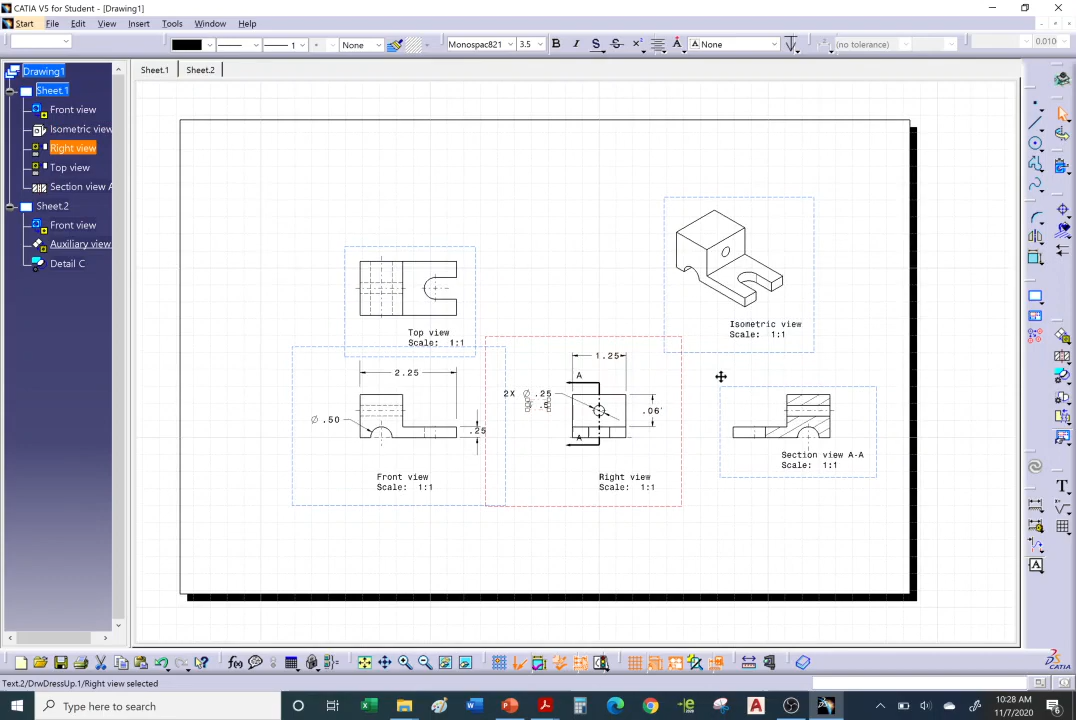 CATIA V5 for Student - [Drawing1]
Start File Edit View Insert Tools Window Help
1 None Monospac821 3.5 B I S S None (no tolerance) 0.010
Sheet.1 Sheet.2
Drawing1
Sheet.1
Front view
Isometric view
Right view
Top view
Section view A
Sheet.2
Front view
Auxiliary view
Detail C
Top view
Scale: 1:1
Isometric view
Scale: 1:1
2.25
Ø .50
.25
Front view
Scale: 1:1
1.25
A
2X Ø .25
.06
A
Right view
Scale: 1:1
Section view A-A
Scale: 1:1
Text.2/DrwDressUp.1/Right view selected
Type here to search
10:28 AM
11/7/2020
6